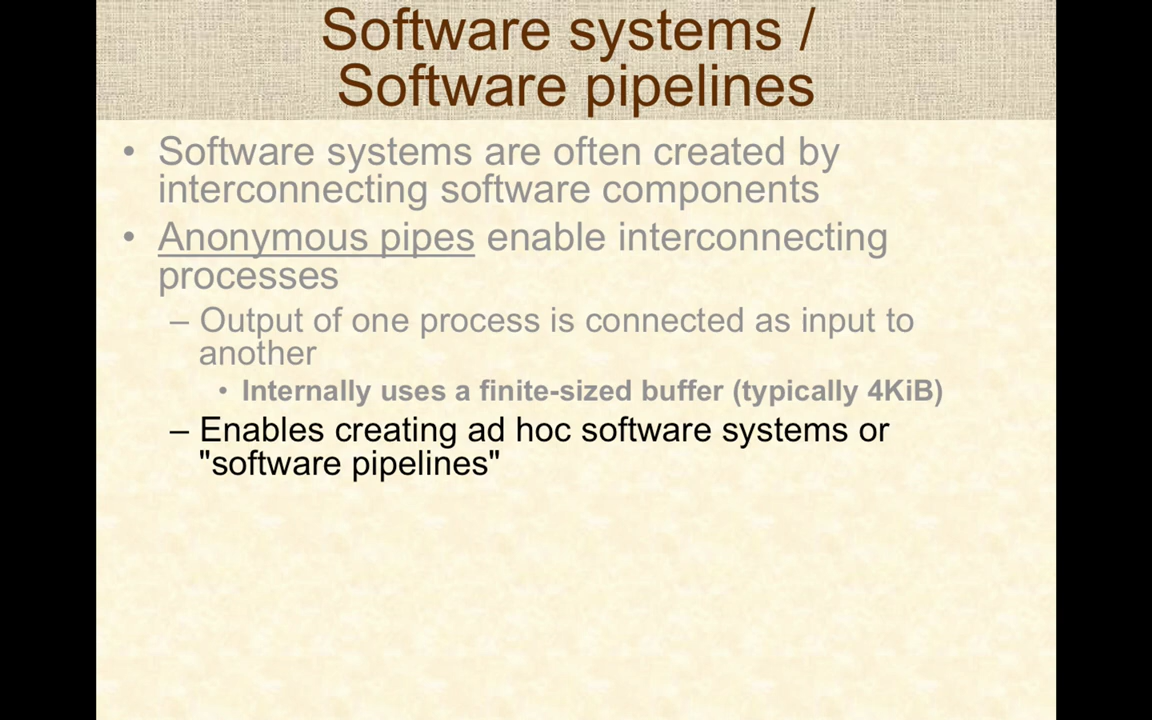 Software systems /
Software pipelines
• Software systems are often created by
interconnecting software components
• Anonymous pipes enable interconnecting
processes
– Output of one process is connected as input to
another
• Internally uses a finite-sized buffer (typically 4KiB)
– Enables creating ad hoc software systems or
"software pipelines"